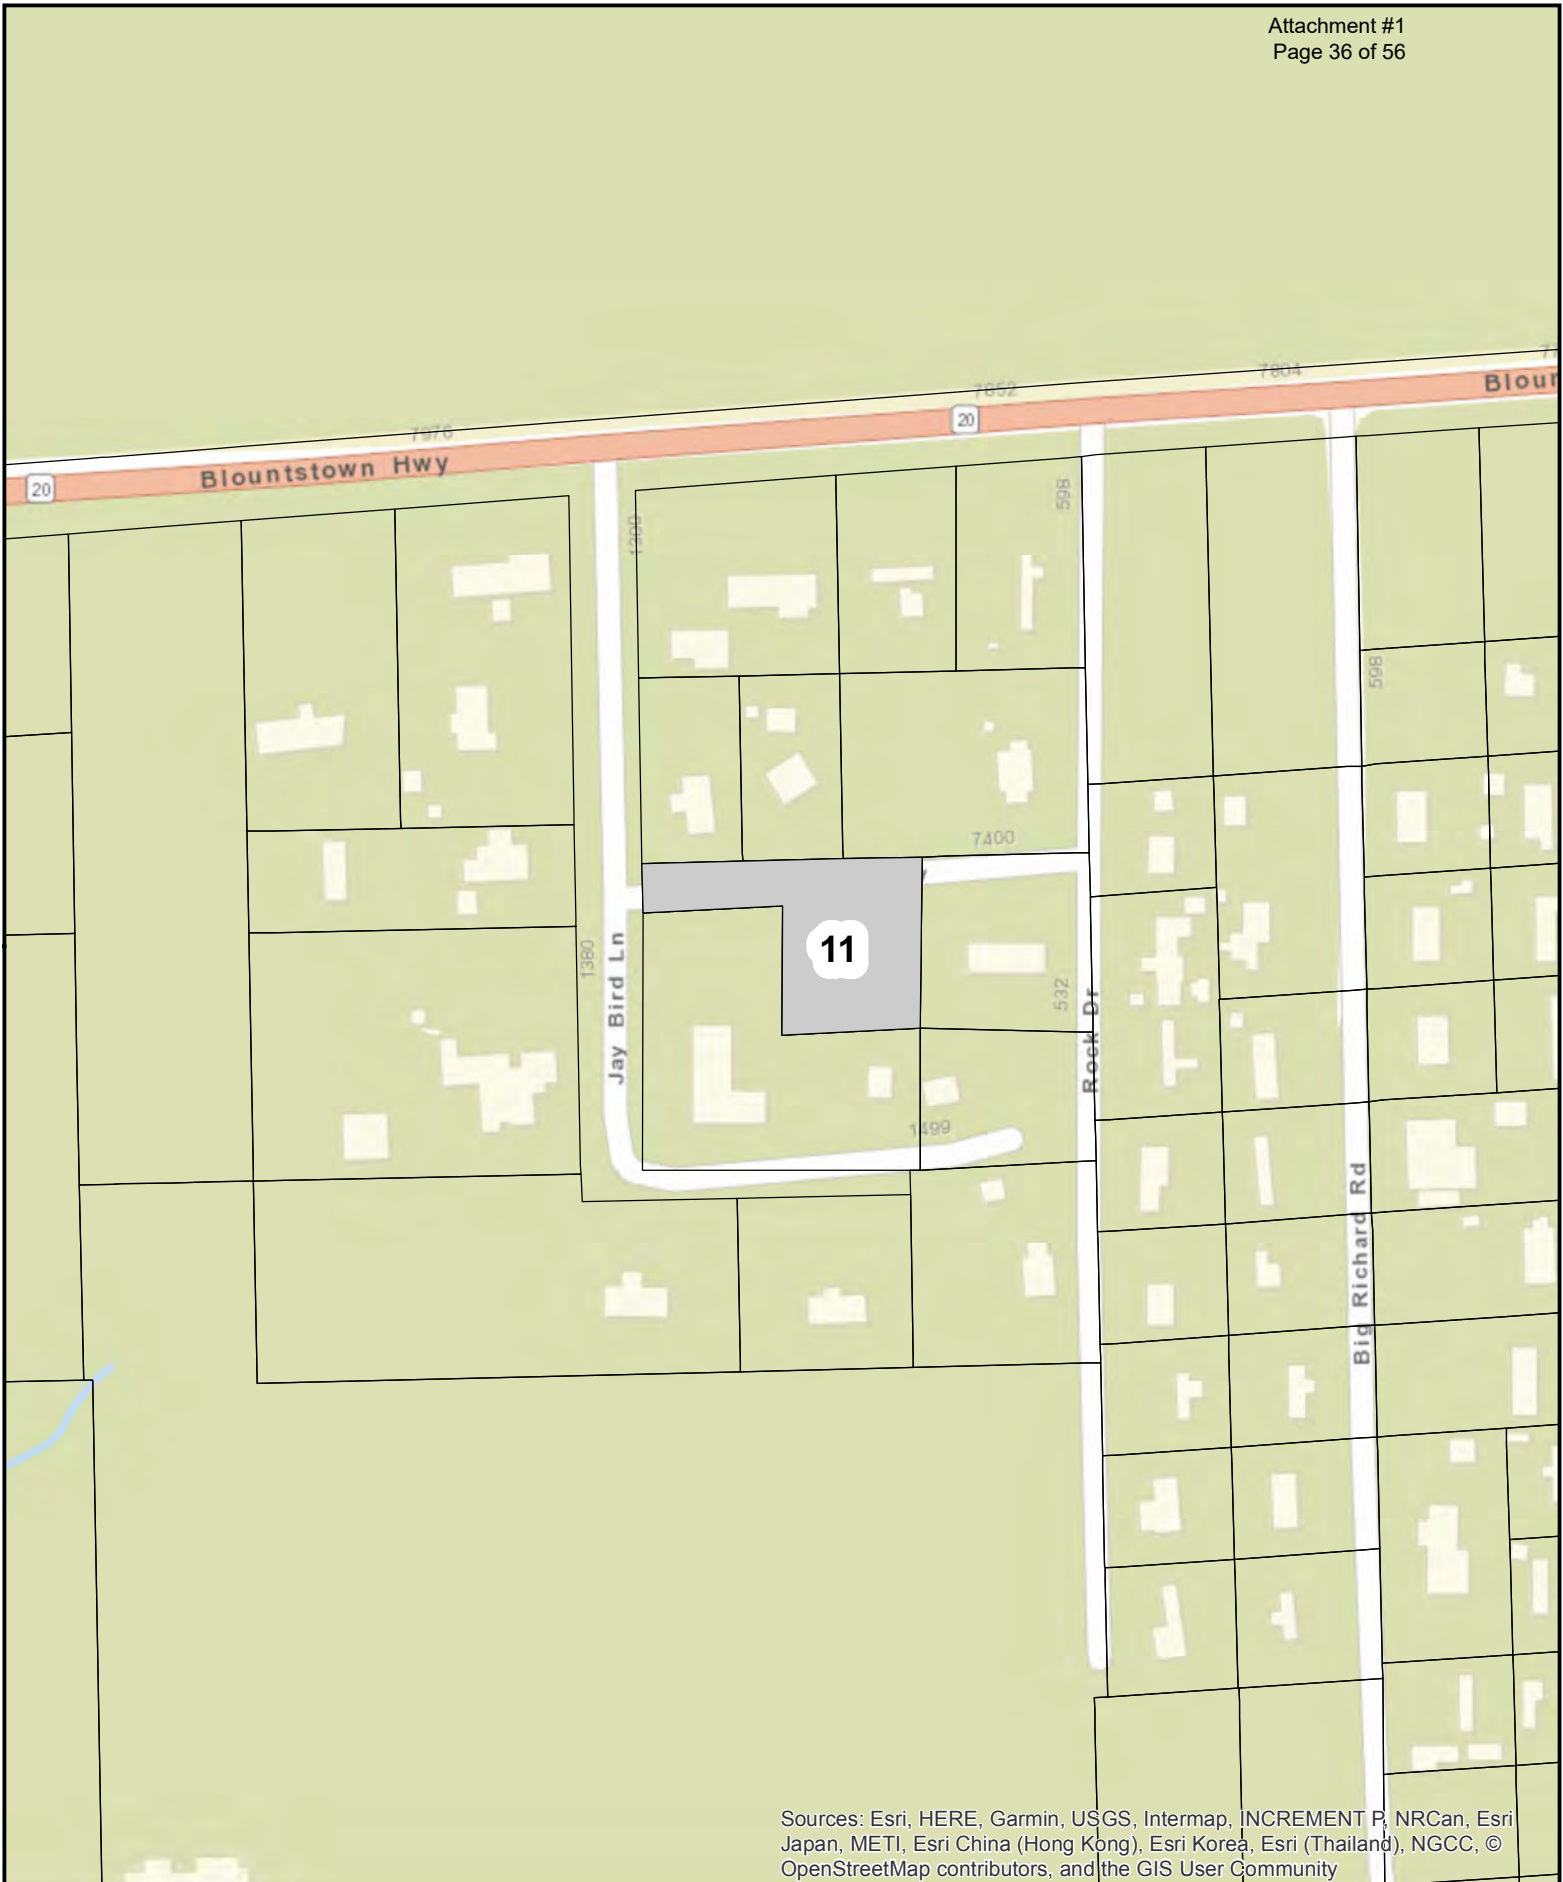 Attachment #1
Page 36 of 56
7804
7852
20
7976
Blountstown Hwy
20
598
1300
598
7400
11
1380
Jay Bird Ln
532
Rock Dr
1499
Big Richard Rd
Sources: Esri, HERE, Garmin, USGS, Intermap, INCREMENT P, NRCan, Esri
Japan, METI, Esri China (Hong Kong), Esri Korea, Esri (Thailand), NGCC, ©
OpenStreetMap contributors, and the GIS User Community